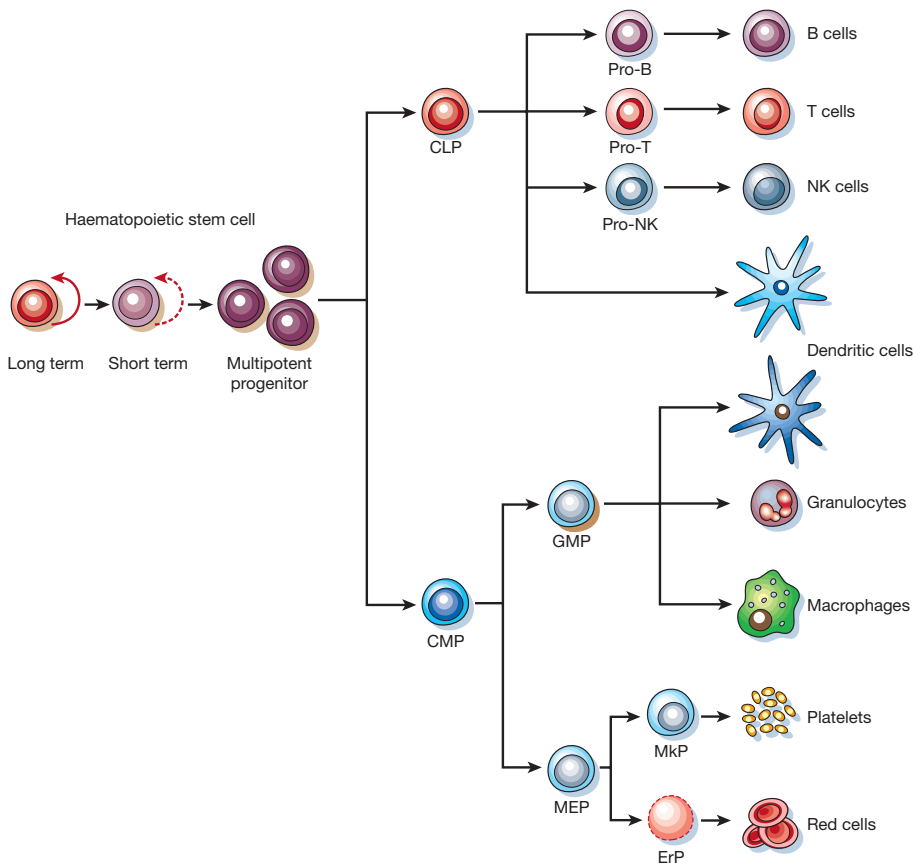 B cells
Pro-B
T cells
CLP
Pro-T
NK cells
Pro-NK
Haematopoietic stem cell
Long term
Short term
Multipotent
progenitor
Dendritic cells
Granulocytes
GMP
Macrophages
CMP
Platelets
MkP
MEP
Red cells
ErP